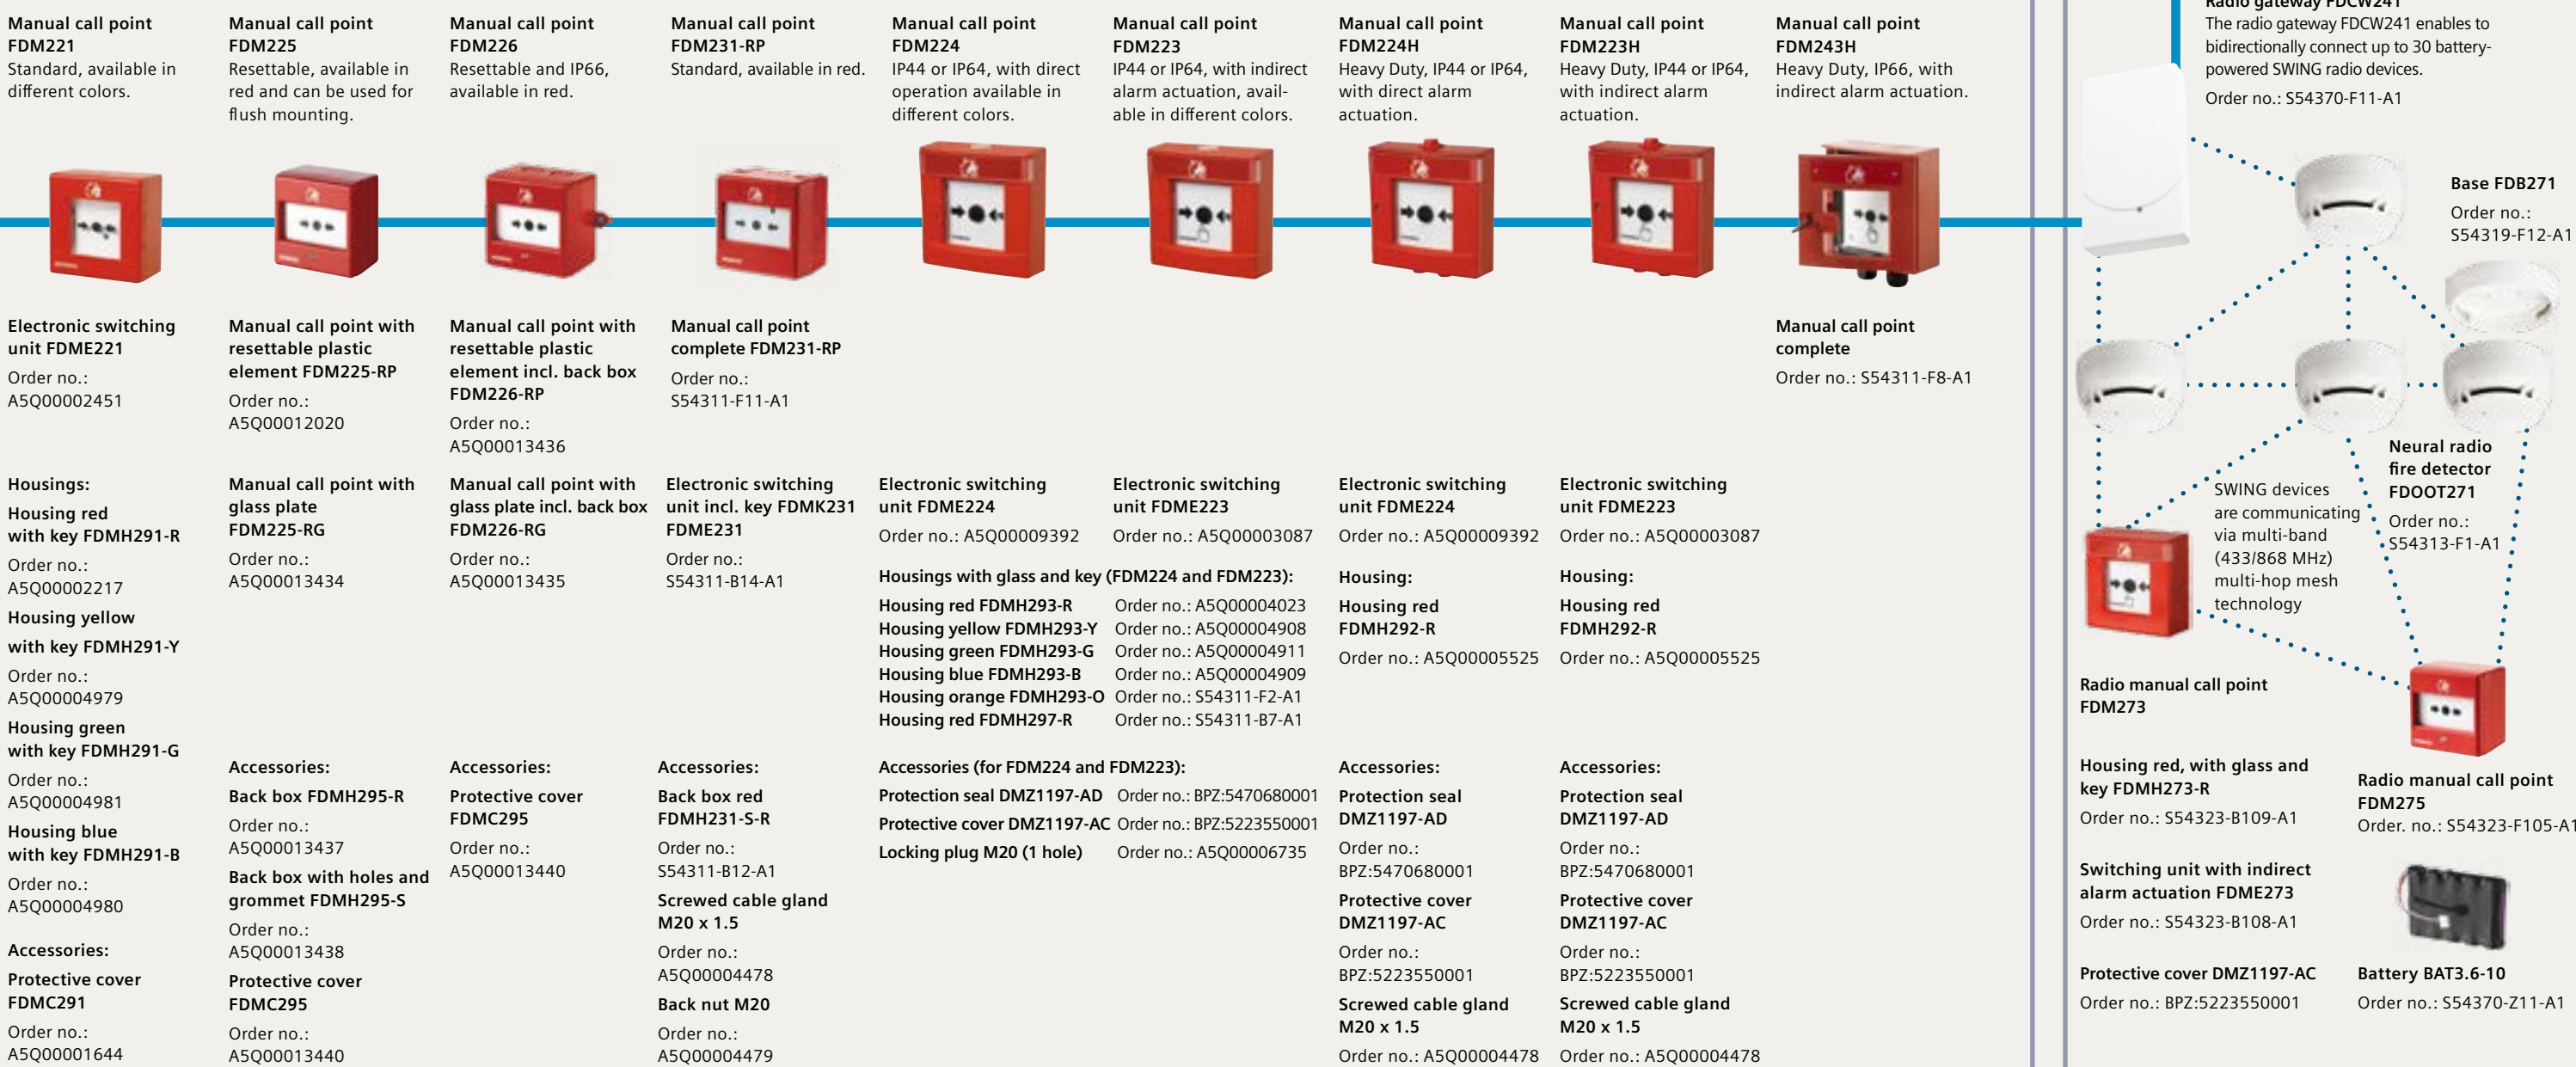 Manual call point
FDM221
Standard, available in
different colors.
Manual call point
FDM225
Resettable, available in
red and can be used for
flush mounting.
Manual call point
FDM226
Resettable and IP66,
available in red.
Manual call point
FDM231-RP
Standard, available in red.
Manual call point
FDM224
IP44 or IP64, with direct
operation available in
different colors.
Manual call point
FDM223
IP44 or IP64, with indirect
alarm actuation, avail-
able in different colors.
Manual call point
FDM224H
Heavy Duty, IP44 or IP64,
with direct alarm
actuation.
Manual call point
FDM223H
Heavy Duty, IP44 or IP64,
with indirect alarm
actuation.
Manual call point
FDM243H
Heavy Duty, IP66, with
indirect alarm actuation.
Electronic switching
unit FDME221
Order no.:
A5Q00002451
Manual call point with
resettable plastic
element FDM225-RP
Order no.:
A5Q00012020
Manual call point with
resettable plastic
element incl. back box
FDM226-RP
Order no.:
A5Q00013436
Manual call point
complete FDM231-RP
Order no.:
S54311-F11-A1
Manual call point
complete
Order no.: S54311-F8-A1
Housings:
Housing red
with key FDMH291-R
Order no.:
A5Q00002217
Housing yellow
with key FDMH291-Y
Order no.:
A5Q00004979
Housing green
with key FDMH291-G
Order no.:
A5Q00004981
Housing blue
with key FDMH291-B
Order no.:
A5Q00004980
Accessories:
Protective cover
FDMC291
Order no.:
A5Q00001644
Manual call point with
glass plate
FDM225-RG
Order no.:
A5Q00013434
Accessories:
Back box FDMH295-R
Order no.:
A5Q00013437
Back box with holes and
grommet FDMH295-S
Order no.:
A5Q00013438
Protective cover
FDMC295
Order no.:
A5Q00013440
Manual call point with
glass plate incl. back box
FDM226-RG
Order no.:
A5Q00013435
Accessories:
Protective cover
FDMC295
Order no.:
A5Q00013440
Electronic switching
unit incl. key FDMK231
FDME231
Order no.:
S54311-B14-A1
Accessories:
Back box red
FDMH231-S-R
Order no.:
S54311-B12-A1
Screwed cable gland
M20 x 1.5
Order no.:
A5Q00004478
Back nut M20
Order no.:
A5Q00004479
Electronic switching
unit FDME224
Order no.: A5Q00009392
Electronic switching
unit FDME223
Order no.: A5Q00003087
Housings with glass and key (FDM224 and FDM223):
Housing red FDMH293-R Order no.: A5Q00004023
Housing yellow FDMH293-Y Order no.: A5Q00004908
Housing green FDMH293-G Order no.: A5Q00004911
Housing blue FDMH293-B Order no.: A5Q00004909
Housing orange FDMH293-O Order no.: S54311-F2-A1
Housing red FDMH297-R Order no.: S54311-B7-A1
Accessories (for FDM224 and FDM223):
Protection seal DMZ1197-AD Order no.: BPZ:5470680001
Protective cover DMZ1197-AC Order no.: BPZ:5223550001
Locking plug M20 (1 hole) Order no.: A5Q00006735
Electronic switching
unit FDME224
Order no.: A5Q00009392
Housing:
Housing red
FDMH292-R
Order no.: A5Q00005525
Accessories:
Protection seal
DMZ1197-AD
Order no.:
BPZ:5470680001
Protective cover
DMZ1197-AC
Order no.:
BPZ:5223550001
Screwed cable gland
M20 x 1.5
Order no.: A5Q00004478
Electronic switching
unit FDME223
Order no.: A5Q00003087
Housing:
Housing red
FDMH292-R
Order no.: A5Q00005525
Accessories:
Protection seal
DMZ1197-AD
Order no.:
BPZ:5470680001
Protective cover
DMZ1197-AC
Order no.:
BPZ:5223550001
Screwed cable gland
M20 x 1.5
Order no.: A5Q00004478
Radio gateway FDCW241
The radio gateway FDCW241 enables to
bidirectionally connect up to 30 battery-
powered SWING radio devices.
Order no.: S54370-F11-A1
Base FDB271
Order no.:
S54319-F12-A1
Neural radio
fire detector
FDOOT271
Order no.:
S54313-F1-A1
SWING devices
are communicating
via multi-band
(433/868 MHz)
multi-hop mesh
technology
Radio manual call point
FDM273
Housing red, with glass and
key FDMH273-R
Order no.: S54323-B109-A1
Switching unit with indirect
alarm actuation FDME273
Order no.: S54323-B108-A1
Protective cover DMZ1197-AC
Order no.: BPZ:5223550001
Radio manual call point
FDM275
Order. no.: S54323-F105-A1
Battery BAT3.6-10
Order no.: S54370-Z11-A1